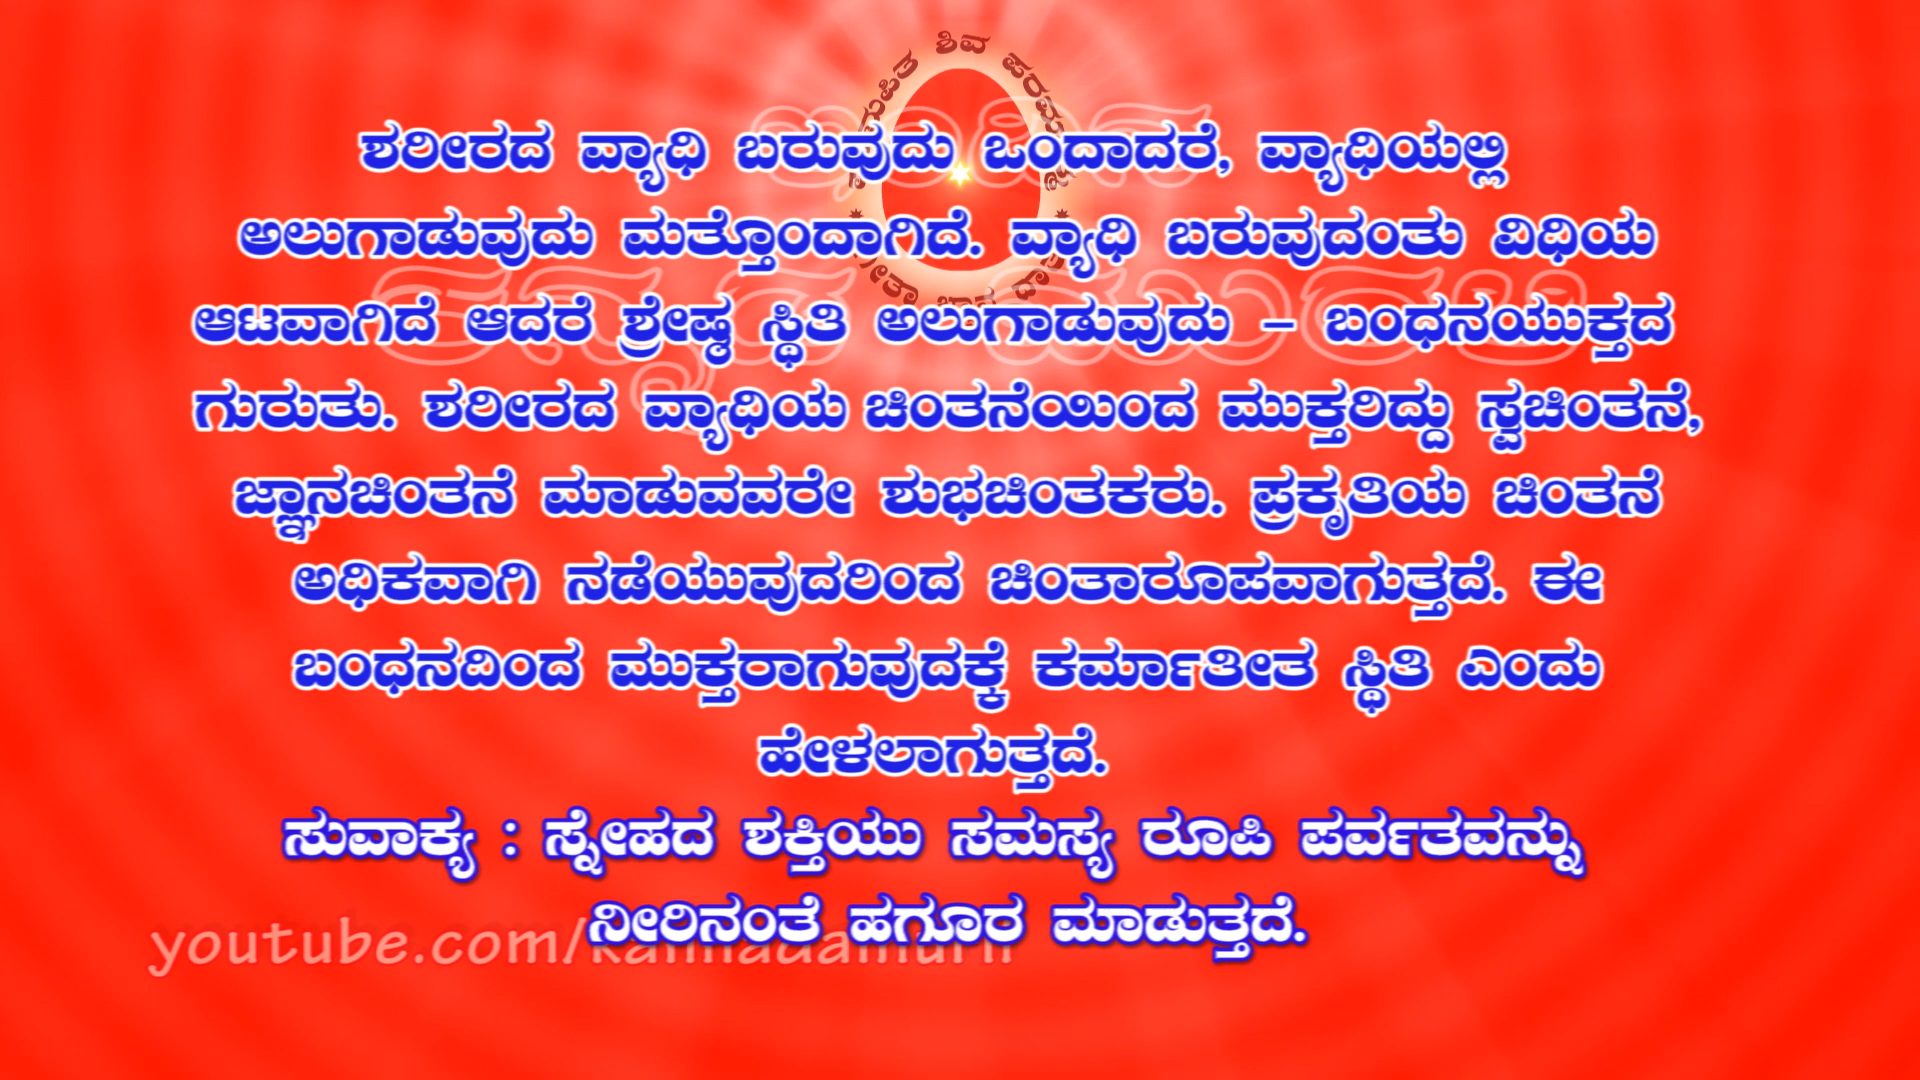 ಶಿವ
ಶರೀರದ ವ್ಯಾಧಿ ಬರುವುದು ಒಂದಾದರೆ, ವ್ಯಾಧಿಯಲ್ಲಿ
ಅಲುಗಾಡುವುದು ಮತ್ತೊಂದಾಗಿದೆ. ವ್ಯಾಧಿ ಬರುವುದಂತು ವಿಧಿಯ
ಆಟವಾಗಿದೆ ಆದರೆ ಶ್ರೇಷ್ಠ ಸ್ಥಿತಿ ಅಲುಗಾಡುವುದು – ಬಂಧನಯುಕ್ತದ
ಗುರುತು. ಶರೀರದ ವ್ಯಾಧಿಯ ಚಿಂತನೆಯಿಂದ ಮುಕ್ತರಿದ್ದು ಸ್ವಚಿಂತನೆ,
ಜ್ಞಾನಚಿಂತನೆ ಮಾಡುವವರೇ ಶುಭಚಿಂತಕರು. ಪ್ರಕೃತಿಯ ಚಿಂತನೆ
ಅಧಿಕವಾಗಿ ನಡೆಯುವುದರಿಂದ ಚಿಂತಾರೂಪವಾಗುತ್ತದೆ. ಈ
ಬಂಧನದಿಂದ ಮುಕ್ತರಾಗುವುದಕ್ಕೆ ಕರ್ಮಾತೀತ ಸ್ಥಿತಿ ಎಂದು
ಹೇಳಲಾಗುತ್ತದೆ.
ಸುವಾಕ್ಯ : ಸ್ನೇಹದ ಶಕ್ತಿಯು ಸಮಸ್ಯ ರೂಪಿ ಪರ್ವತವನ್ನು
ನೀರಿನಂತೆ ಹಗೂರ ಮಾಡುತ್ತದೆ.
youtube.com/kannadamurli